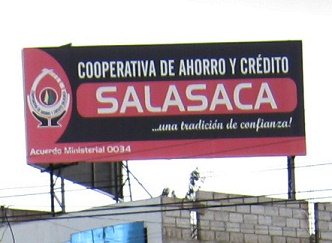 COOPERATIVA DE AHORRO Y CRÉDITO
SALASACA
...una tradición de confianza!
Acuerdo Ministerial 0034